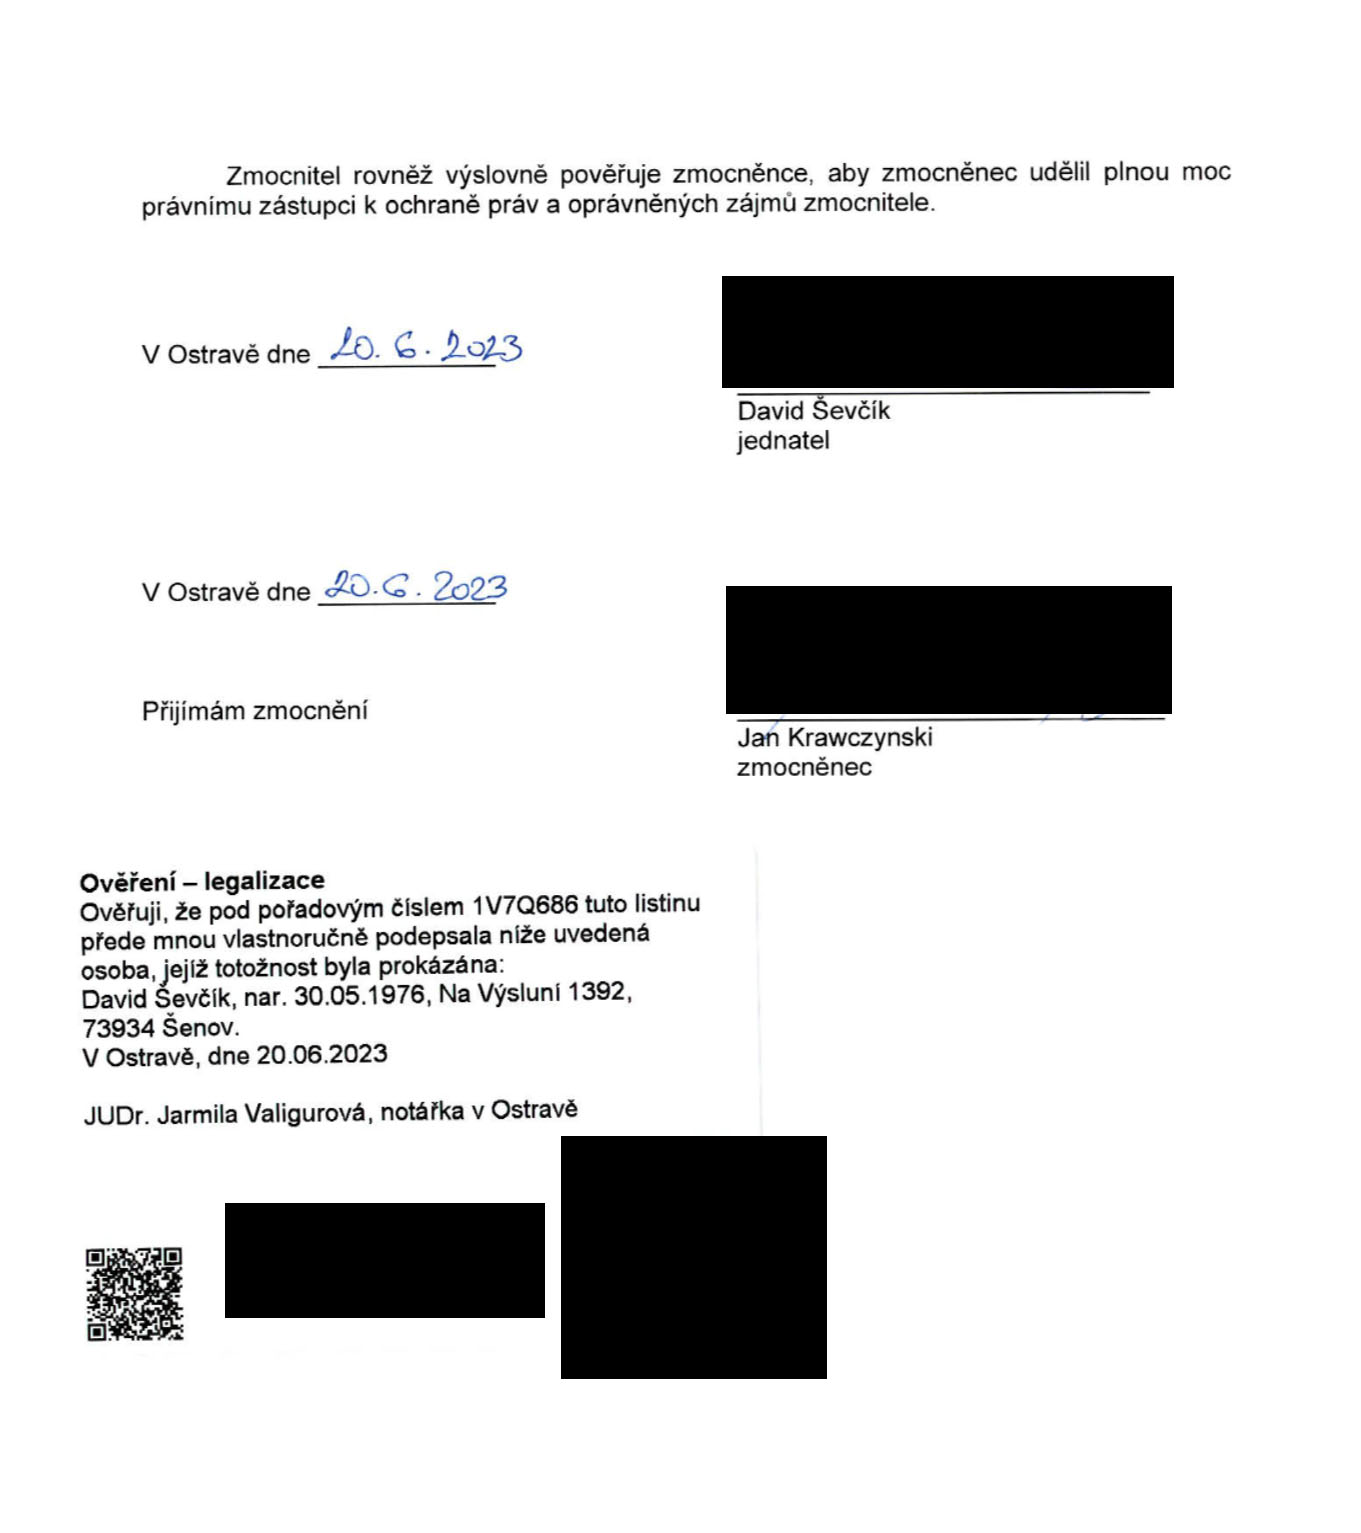 Zmocnitel rovněž výslovně pověřuje zmocněnce, aby zmocněnec udělil plnou moc
právnímu zástupci k ochraně práv a oprávněných zájmů zmocnitele.
V Ostravě dne 20. 6. 2023
David Ševčík
jednatel
V Ostravě dne 20.6. 2023
Přijímám zmocnění
Jan Krawczynski
zmocněnec
Ověření – legalizace
Ověřuji, že pod pořadovým číslem 1V7Q686 tuto listinu
přede mnou vlastnoručně podepsala níže uvedená
osoba, jejíž totožnost byla prokázána:
David Ševčík, nar. 30.05.1976, Na Výsluní 1392,
73934 Šenov.
V Ostravě, dne 20.06.2023
JUDr. Jarmila Valigurová, notářka v Ostravě